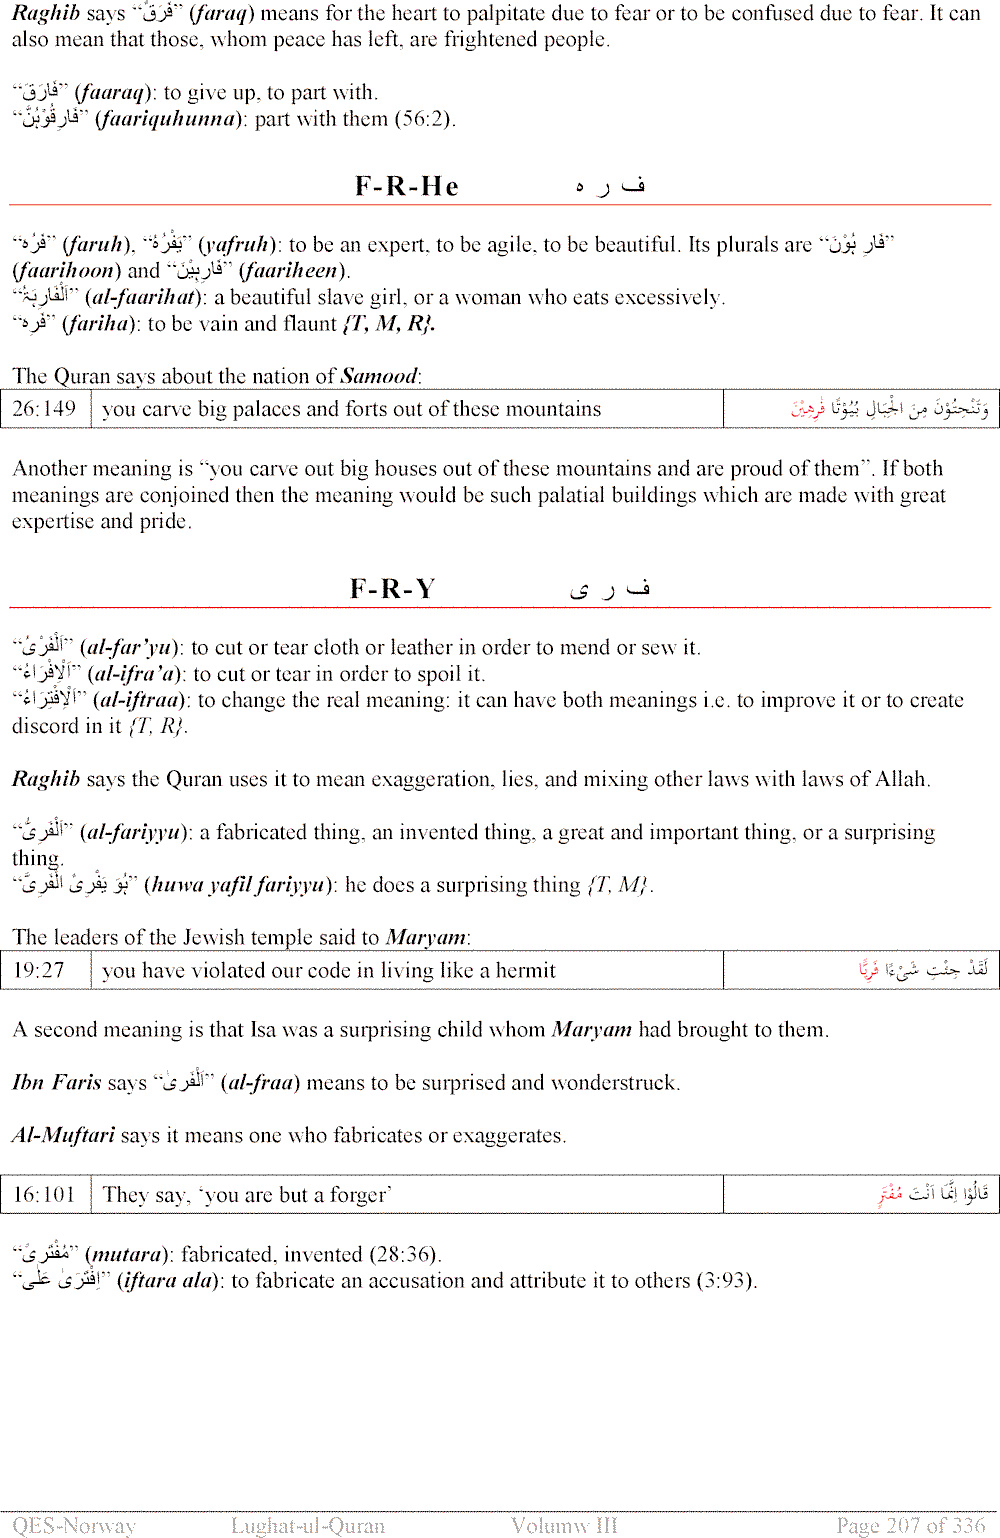 Raghib says “فَرَقٌ” (faraq) means for the heart to palpitate due to fear or to be confused due to fear. It can
also mean that those, whom peace has left, are frightened people.
“فَارَقَ” (faaraq): to give up, to part with.
“فَارِقُوْہُنَّ” (faariquhunna): part with them (56:2).
F-R-He ف ر ہ
“فَرُہَ” (faruh), “یَفْرُہُ” (yafruh): to be an expert, to be agile, to be beautiful. Its plurals are “فَارِ ہُوْنَ”
(faarihoon) and “فَارِہِیْنَ” (faariheen).
“اَلْفَارِہَۃُ” (al-faarihat): a beautiful slave girl, or a woman who eats excessively.
“فَرِہَ” (fariha): to be vain and flaunt {T, M, R}.
The Quran says about the nation of Samood:
26:149 you carve big palaces and forts out of these mountains وَتَنْحِتُوْنَ مِنَ الْجِبَالِ بُيُوْتًا فٰرِهِيْنَ
Another meaning is “you carve out big houses out of these mountains and are proud of them”. If both
meanings are conjoined then the meaning would be such palatial buildings which are made with great
expertise and pride.
F-R-Y ف ر ی
“اَلْفَرْیُ” (al-far’yu): to cut or tear cloth or leather in order to mend or sew it.
“اَلْاِفْرَاءُ” (al-ifra’a): to cut or tear in order to spoil it.
“اَلْاِفْتِرَاءُ” (al-iftraa): to change the real meaning: it can have both meanings i.e. to improve it or to create
discord in it {T, R}.
Raghib says the Quran uses it to mean exaggeration, lies, and mixing other laws with laws of Allah.
“اَلْفَرِیُّ” (al-fariyyu): a fabricated thing, an invented thing, a great and important thing, or a surprising
thing.
“ہُوَ یَفْرِیْ الْفَرِیَّ” (huwa yafil fariyyu): he does a surprising thing {T, M}.
The leaders of the Jewish temple said to Maryam:
19:27 you have violated our code in living like a hermit لَقَدْ جِئْتِ شَيْءًا فَرِيًّا
A second meaning is that Isa was a surprising child whom Maryam had brought to them.
Ibn Faris says “اَلْفَریٰ” (al-fraa) means to be surprised and wonderstruck.
Al-Muftari says it means one who fabricates or exaggerates.
16:101 They say, ‘you are but a forger’ قَالُوْٓا اِنَّمَآ اَنْتَ مُفْتَرٍ
“مُفْتَریً” (mutara): fabricated, invented (28:36).
“اِفْتَرَیٰ عَلٰی” (iftara ala): to fabricate an accusation and attribute it to others (3:93).
QES-Norway Lughat-ul-Quran Volumw III Page 207 of 336